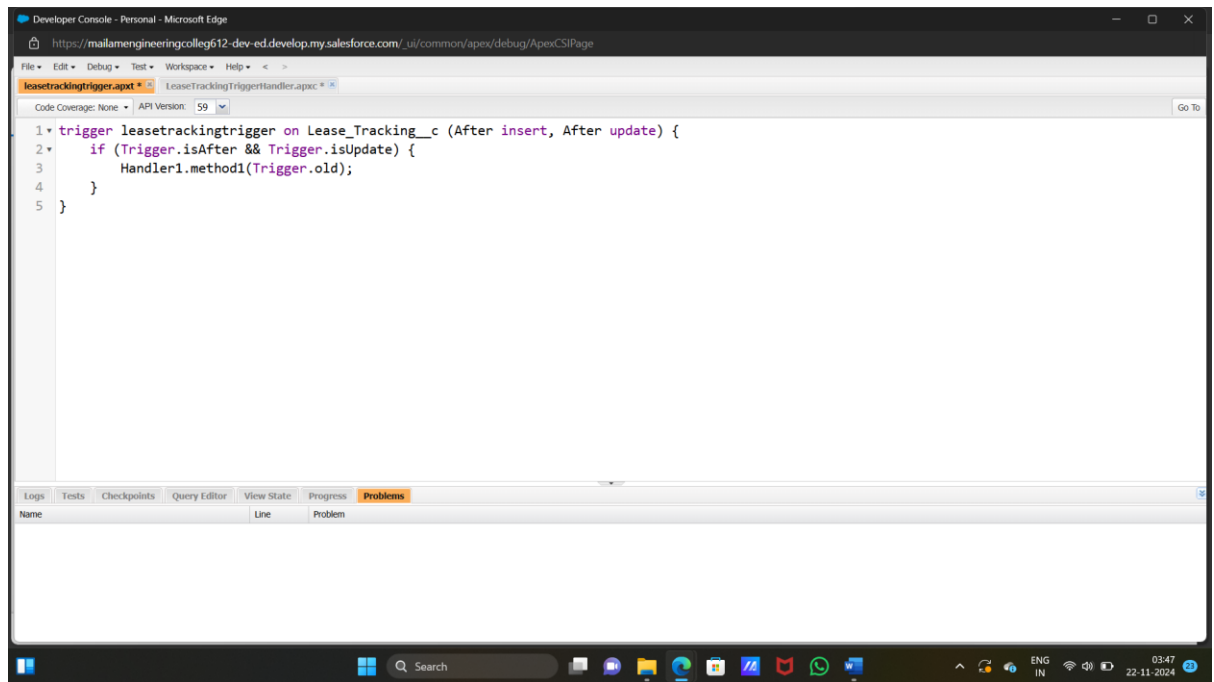 Developer Console - Personal - Microsoft Edge
https://mailamengineeringcolleg612-dev-ed.develop.my.salesforce.com/_ui/common/apex/debug/ApexCSIPage
File Edit Debug Test Workspace Help < >
leasetrackingtrigger.apxt * LeaseTrackingTriggerHandler.apxc *
Code Coverage: None API Version: 59 Go To
1 trigger leasetrackingtrigger on Lease_Tracking__c (After insert, After update) {
2 if (Trigger.isAfter && Trigger.isUpdate) {
3 Handler1.method1(Trigger.old);
4 }
5 }
Logs Tests Checkpoints Query Editor View State Progress Problems
Name Line Problem
Search
ENG 03:47
IN 22-11-2024 23